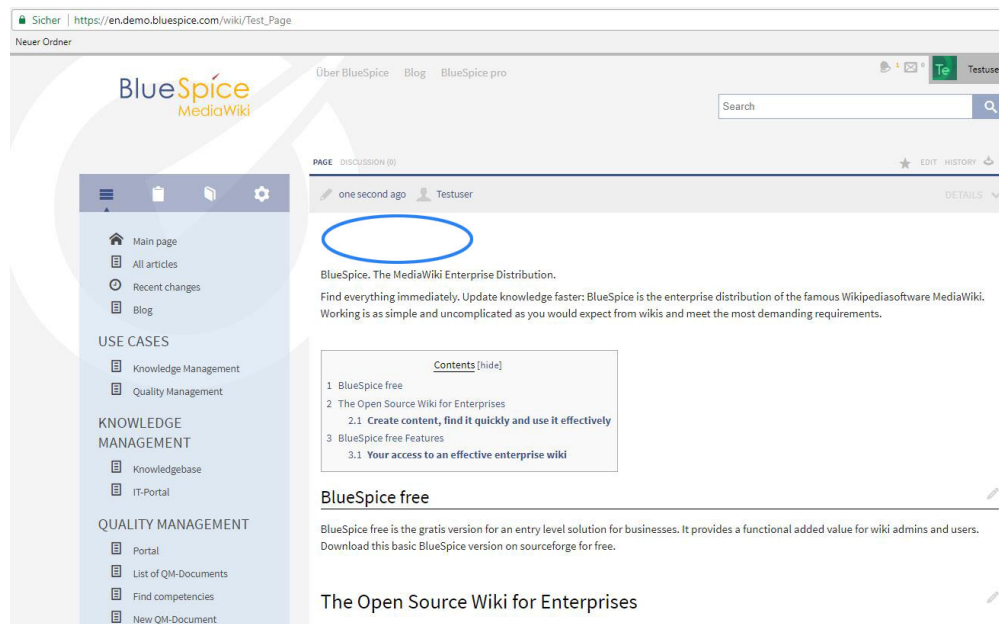 Sicher | https://en.demo.bluespice.com/wiki/Test_Page
Neuer Ordner
BlueSpice
MediaWiki
Über BlueSpice Blog BlueSpice pro
1
Te
Testuse
Search
PAGE DISCUSSION (0)
EDIT HISTORY
one second ago Testuser
DETAILS
Main page
All articles
Recent changes
Blog
USE CASES
Knowledge Management
Quality Management
KNOWLEDGE
MANAGEMENT
Knowledgebase
IT-Portal
QUALITY MANAGEMENT
Portal
List of QM-Documents
Find competencies
New QM-Document
BlueSpice. The MediaWiki Enterprise Distribution.
Find everything immediately. Update knowledge faster: BlueSpice is the enterprise distribution of the famous Wikipediasoftware MediaWiki.
Working is as simple and uncomplicated as you would expect from wikis and meet the most demanding requirements.
Contents [hide]
1 BlueSpice free
2 The Open Source Wiki for Enterprises
2.1 Create content, find it quickly and use it effectively
3 BlueSpice free Features
3.1 Your access to an effective enterprise wiki
BlueSpice free
BlueSpice free is the gratis version for an entry level solution for businesses. It provides a functional added value for wiki admins and users.
Download this basic BlueSpice version on sourceforge for free.
The Open Source Wiki for Enterprises